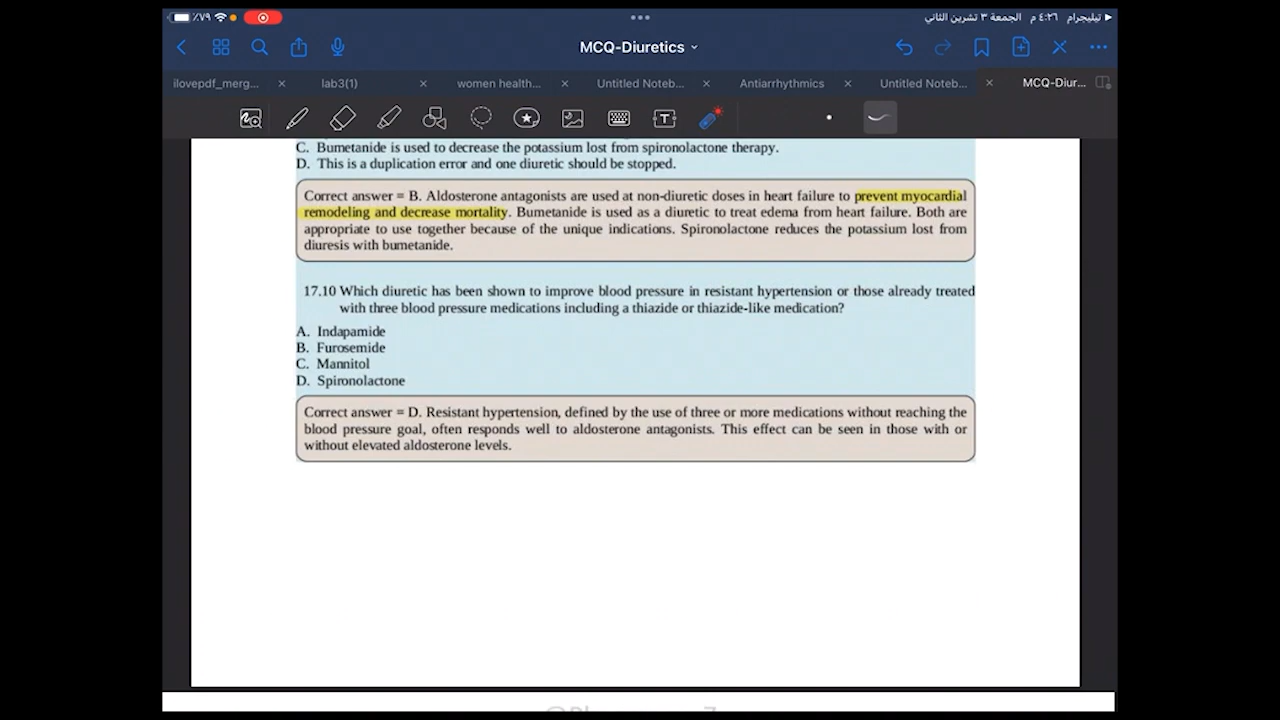 ٪٧٩
◀ تيليجرام ٤:٢٦ م الجمعة ٣ تشرين الثاني
MCQ-Diuretics
ilovepdf_merg...
lab3(1)
women health...
Untitled Noteb...
Antiarrhythmics
Untitled Noteb...
MCQ-Diur...
C. Bumetanide is used to decrease the potassium lost from spironolactone therapy.
D. This is a duplication error and one diuretic should be stopped.
Correct answer = B. Aldosterone antagonists are used at non-diuretic doses in heart failure to prevent myocardial
remodeling and decrease mortality. Bumetanide is used as a diuretic to treat edema from heart failure. Both are
appropriate to use together because of the unique indications. Spironolactone reduces the potassium lost from
diuresis with bumetanide.
17.10 Which diuretic has been shown to improve blood pressure in resistant hypertension or those already treated
with three blood pressure medications including a thiazide or thiazide-like medication?
A. Indapamide
B. Furosemide
C. Mannitol
D. Spironolactone
Correct answer = D. Resistant hypertension, defined by the use of three or more medications without reaching the
blood pressure goal, often responds well to aldosterone antagonists. This effect can be seen in those with or
without elevated aldosterone levels.